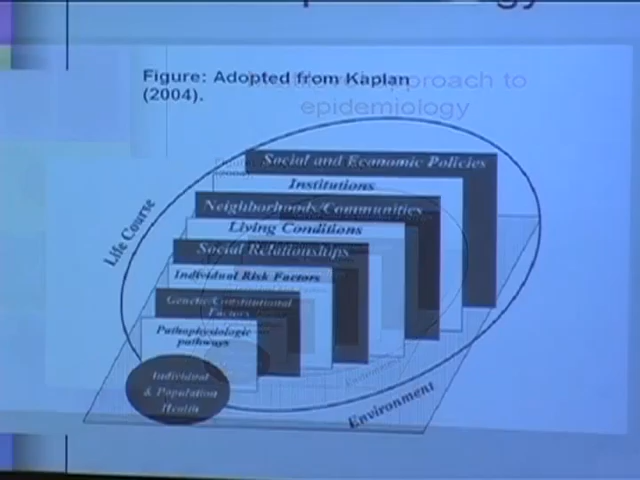 Figure: Adopted from Kaplan
(2004).
approach to
epidemiology
Social and Economic Policies
Institutions
Neighborhoods/Communities
Living Conditions
Social Relationships
Individual Risk Factors
Genetic/Constitutional
Factors
Pathophysiologic
pathways
Individual
& Population
Health
Life Course
Environment